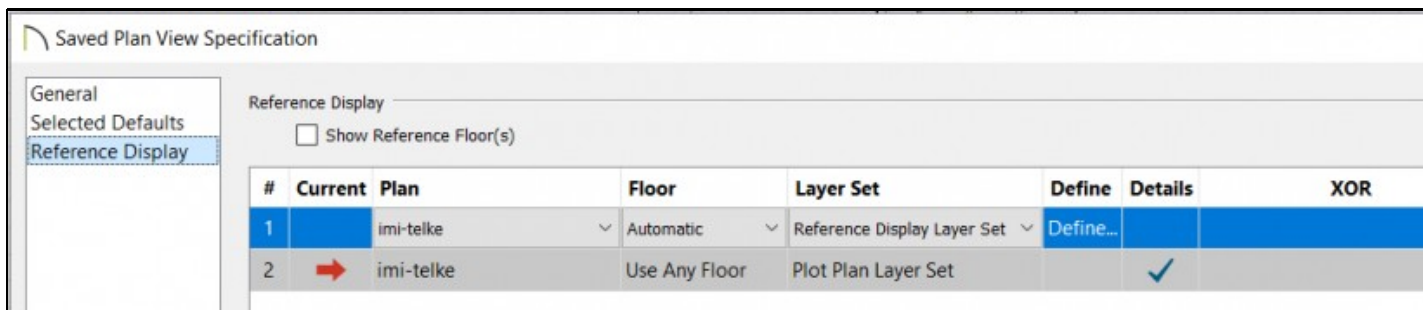 Saved Plan View Specification
General
Selected Defaults
Reference Display
Reference Display
Show Reference Floor(s)
# Current Plan Floor Layer Set Define Details XOR
1 imi-telke Automatic Reference Display Layer Set Define...
2 imi-telke Use Any Floor Plot Plan Layer Set